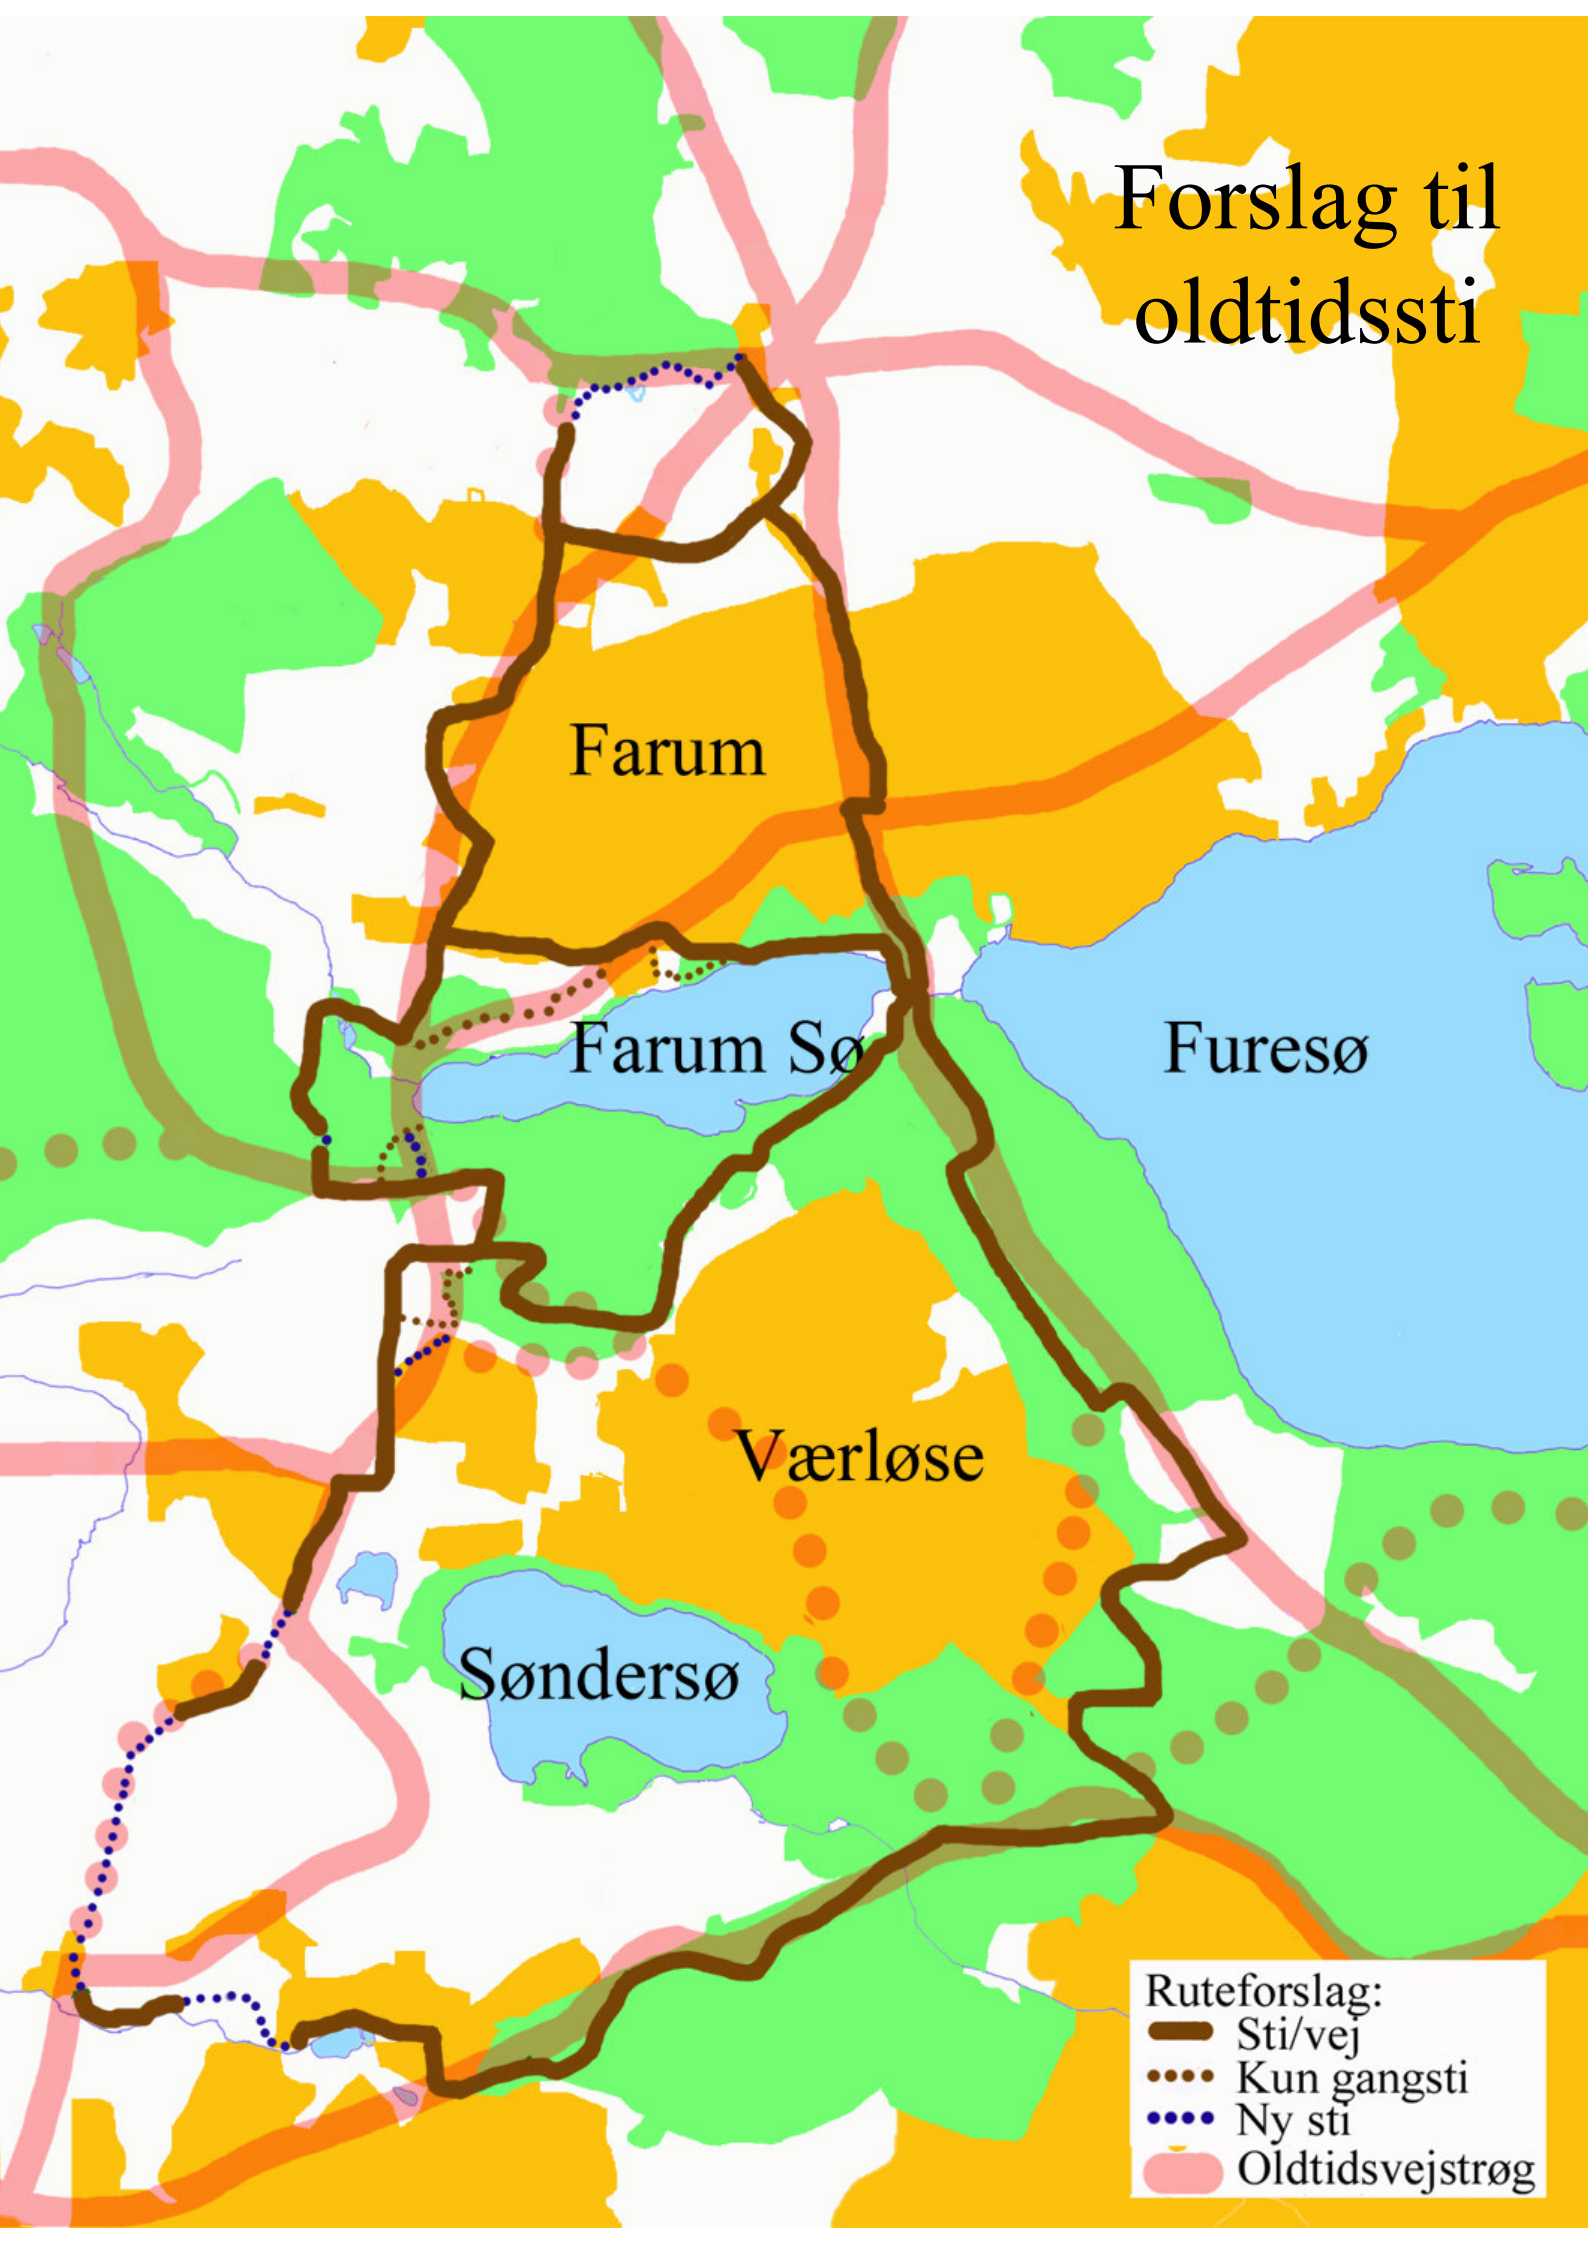 Forslag til
oldtidssti
Farum
Farum Sø
Furesø
Værløse
Søndersø
Ruteforslag:
Sti/vej
Kun gangsti
Ny sti
Oldtidsvejstrøg